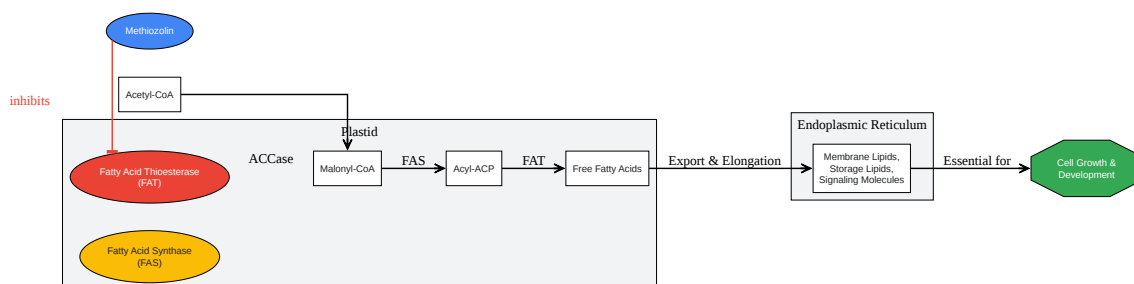 Methiozolin
inhibits
Acetyl-CoA
Plastid
ACCase
Fatty Acid Thioesterase
(FAT)
Malonyl-CoA
FAS
Acyl-ACP
FAT
Free Fatty Acids
Export & Elongation
Endoplasmic Reticulum
Membrane Lipids,
Storage Lipids,
Signaling Molecules
Essential for
Cell Growth &
Development
Fatty Acid Synthase
(FAS)